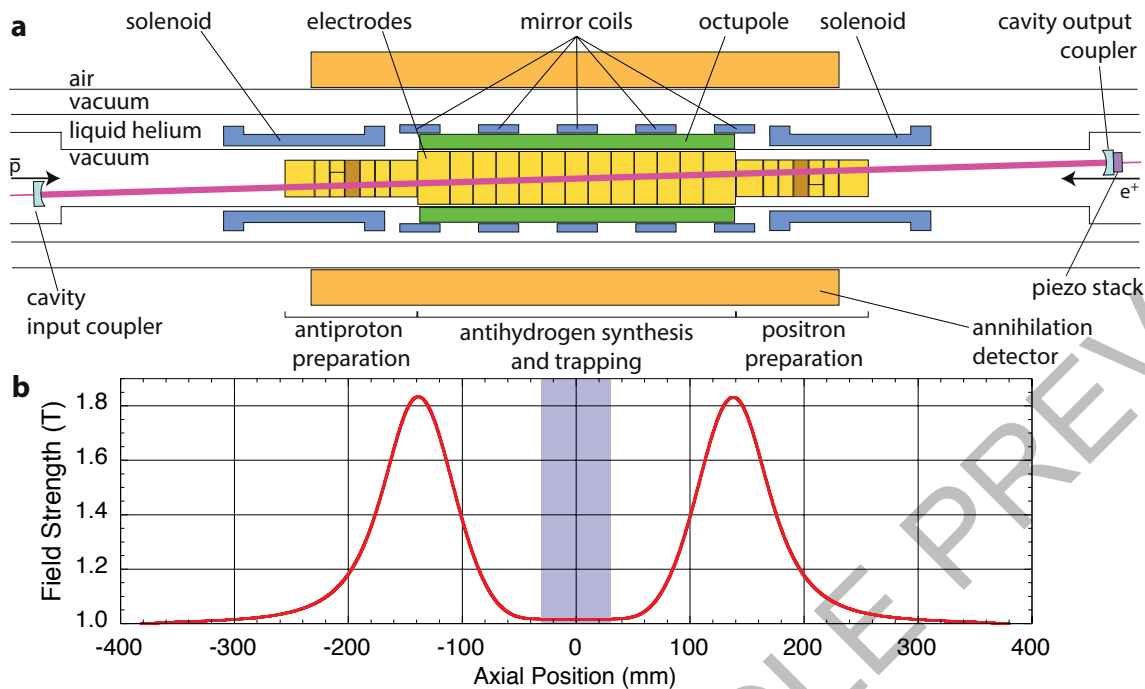 a
solenoid
electrodes
mirror coils
octupole
solenoid
cavity output
coupler
air
vacuum
liquid helium
vacuum
p̅
e+
cavity
input coupler
antiproton
preparation
antihydrogen synthesis
and trapping
positron
preparation
piezo stack
annihilation
detector
b
Field Strength (T)
1.8
1.6
1.4
1.2
1.0
-400
-300
-200
-100
0
100
200
300
400
Axial Position (mm)